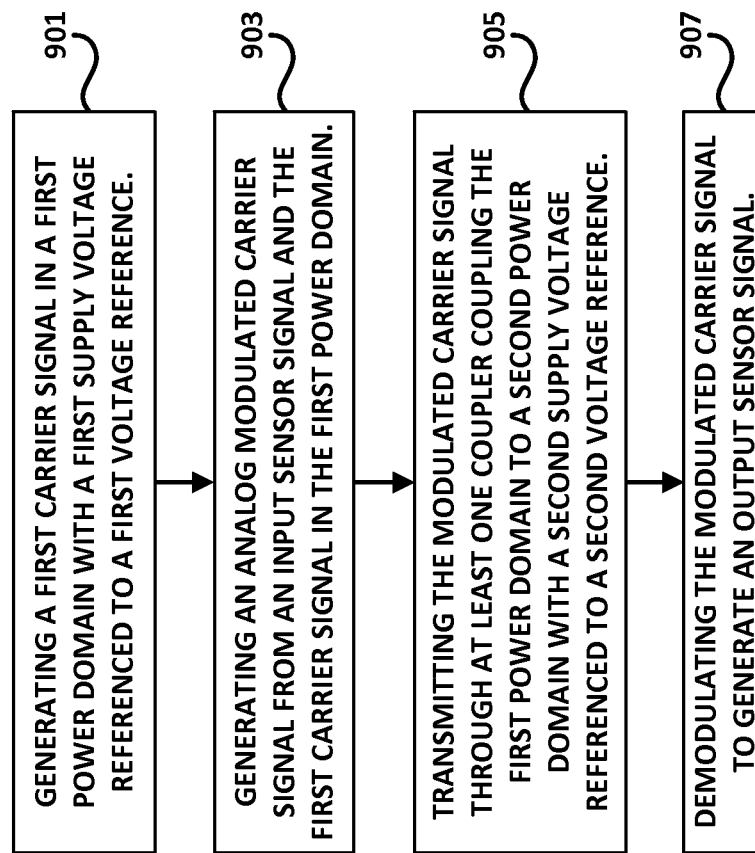 901
GENERATING A FIRST CARRIER SIGNAL IN A FIRST
POWER DOMAIN WITH A FIRST SUPPLY VOLTAGE
REFERENCED TO A FIRST VOLTAGE REFERENCE.
903
GENERATING AN ANALOG MODULATED CARRIER
SIGNAL FROM AN INPUT SENSOR SIGNAL AND THE
FIRST CARRIER SIGNAL IN THE FIRST POWER DOMAIN.
905
TRANSMITTING THE MODULATED CARRIER SIGNAL
THROUGH AT LEAST ONE COUPLER COUPLING THE
FIRST POWER DOMAIN TO A SECOND POWER
DOMAIN WITH A SECOND SUPPLY VOLTAGE
REFERENCED TO A SECOND VOLTAGE REFERENCE.
907
DEMODULATING THE MODULATED CARRIER SIGNAL
TO GENERATE AN OUTPUT SENSOR SIGNAL.